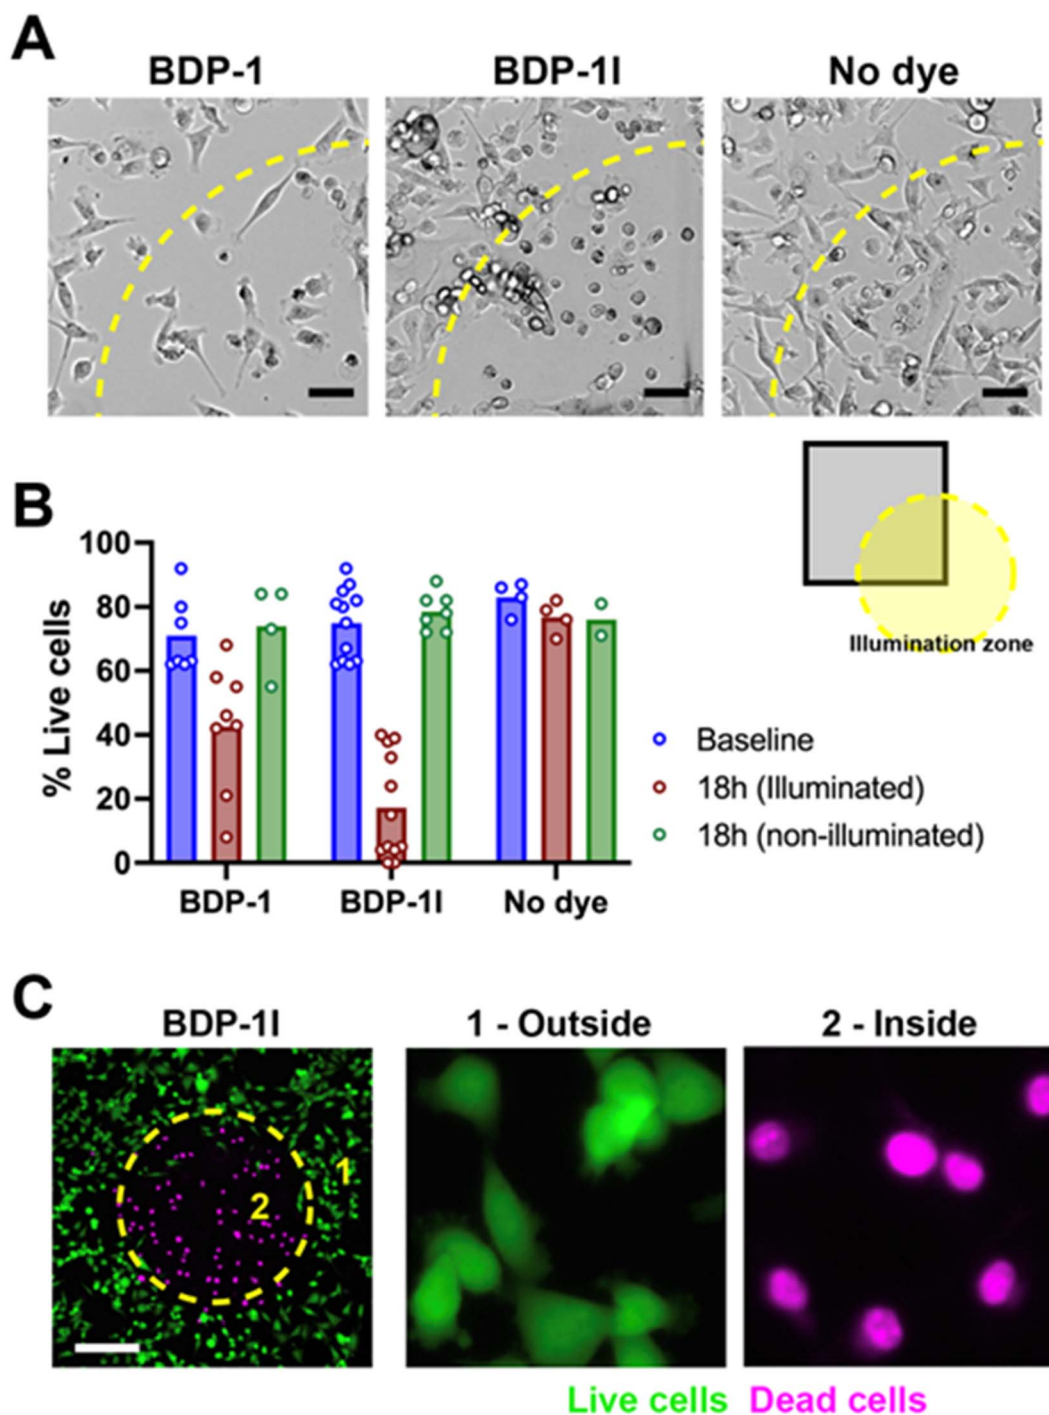 A
BDP-1
BDP-1I
No dye
B
100
80
60
40
20
0
% Live cells
BDP-1
BDP-1I
No dye
Illumination zone
Baseline
18h (Illuminated)
18h (non-illuminated)
C
BDP-1I
1 - Outside
2 - Inside
1
2
Live cells Dead cells